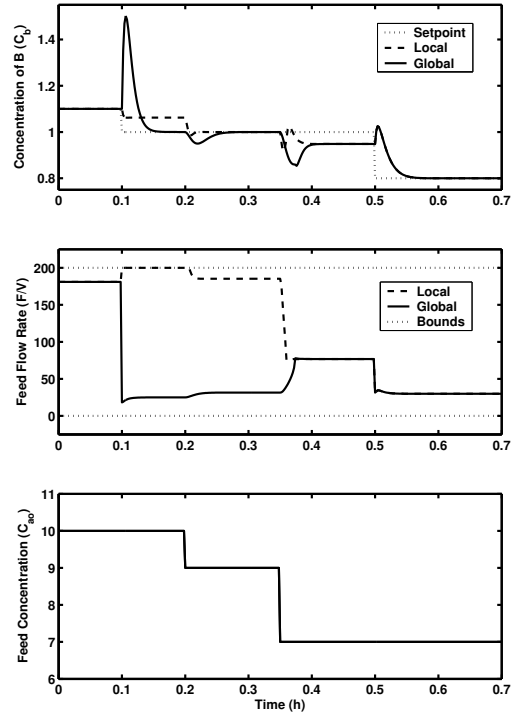 Concentration of B (C_b)
1.4
1.2
1
0.8
Setpoint
Local
Global
0 0.1 0.2 0.3 0.4 0.5 0.6 0.7
Feed Flow Rate (F/V)
200
150
100
50
0
Local
Global
Bounds
0 0.1 0.2 0.3 0.4 0.5 0.6 0.7
Feed Concentration (C_ao)
11
10
9
8
7
6
0 0.1 0.2 0.3 0.4 0.5 0.6 0.7
Time (h)